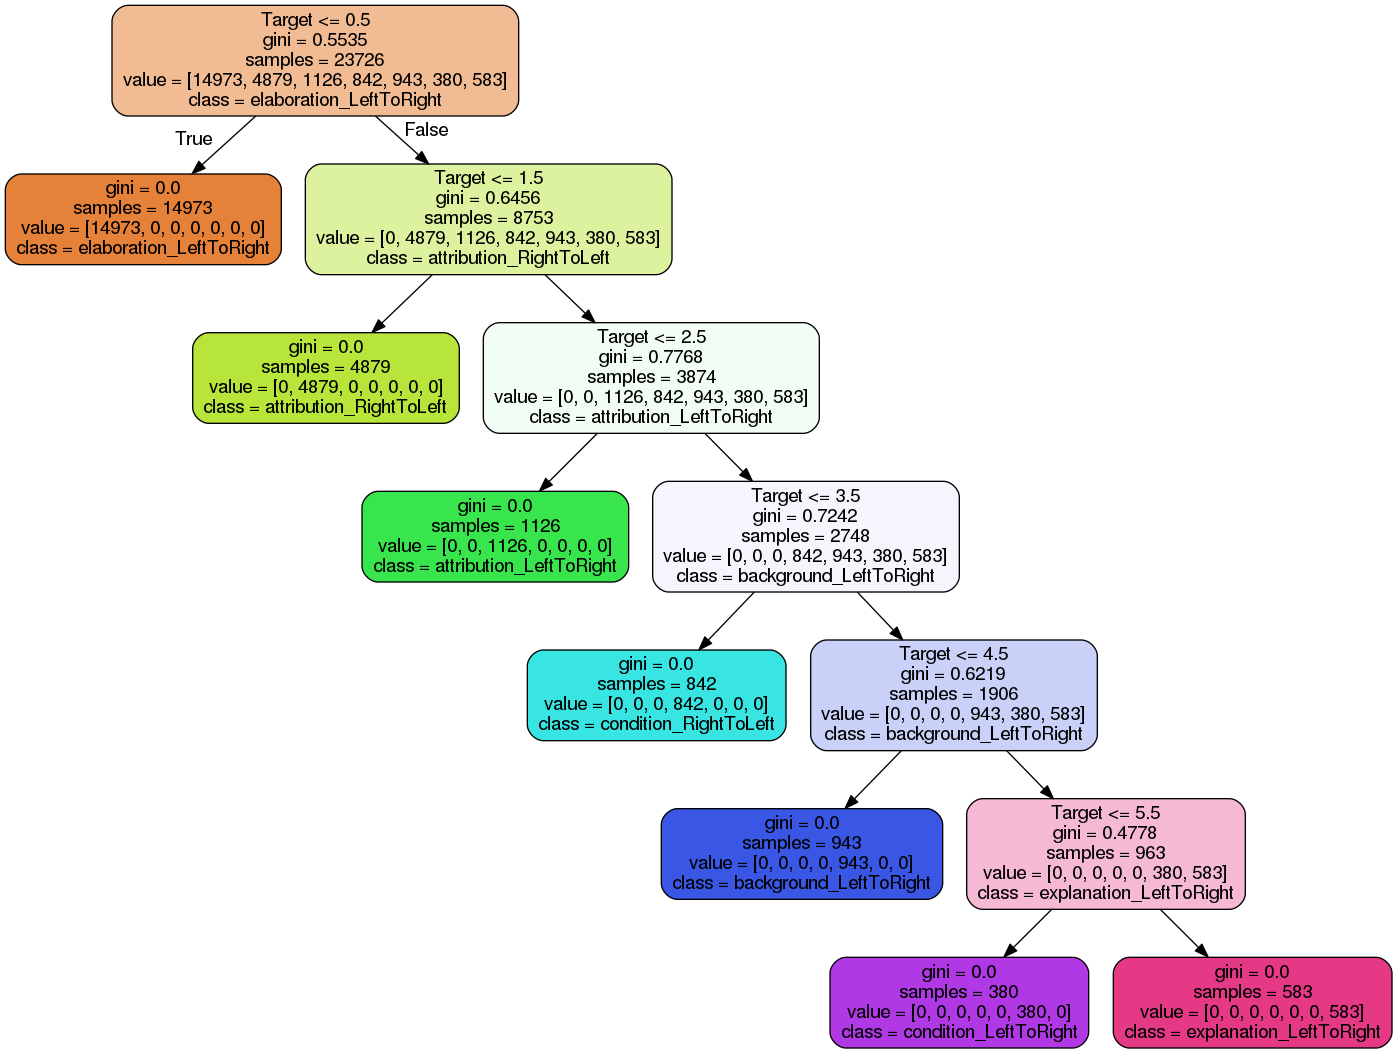 Target <= 0.5
gini = 0.5535
samples = 23726
value = [14973, 4879, 1126, 842, 943, 380, 583]
class = elaboration_LeftToRight
True
False
gini = 0.0
samples = 14973
value = [14973, 0, 0, 0, 0, 0, 0]
class = elaboration_LeftToRight
Target <= 1.5
gini = 0.6456
samples = 8753
value = [0, 4879, 1126, 842, 943, 380, 583]
class = attribution_RightToLeft
gini = 0.0
samples = 4879
value = [0, 4879, 0, 0, 0, 0, 0]
class = attribution_RightToLeft
Target <= 2.5
gini = 0.7768
samples = 3874
value = [0, 0, 1126, 842, 943, 380, 583]
class = attribution_LeftToRight
gini = 0.0
samples = 1126
value = [0, 0, 1126, 0, 0, 0, 0]
class = attribution_LeftToRight
Target <= 3.5
gini = 0.7242
samples = 2748
value = [0, 0, 0, 842, 943, 380, 583]
class = background_LeftToRight
gini = 0.0
samples = 842
value = [0, 0, 0, 842, 0, 0, 0]
class = condition_RightToLeft
Target <= 4.5
gini = 0.6219
samples = 1906
value = [0, 0, 0, 0, 943, 380, 583]
class = background_LeftToRight
gini = 0.0
samples = 943
value = [0, 0, 0, 0, 943, 0, 0]
class = background_LeftToRight
Target <= 5.5
gini = 0.4778
samples = 963
value = [0, 0, 0, 0, 0, 380, 583]
class = explanation_LeftToRight
gini = 0.0
samples = 380
value = [0, 0, 0, 0, 0, 380, 0]
class = condition_LeftToRight
gini = 0.0
samples = 583
value = [0, 0, 0, 0, 0, 0, 583]
class = explanation_LeftToRight